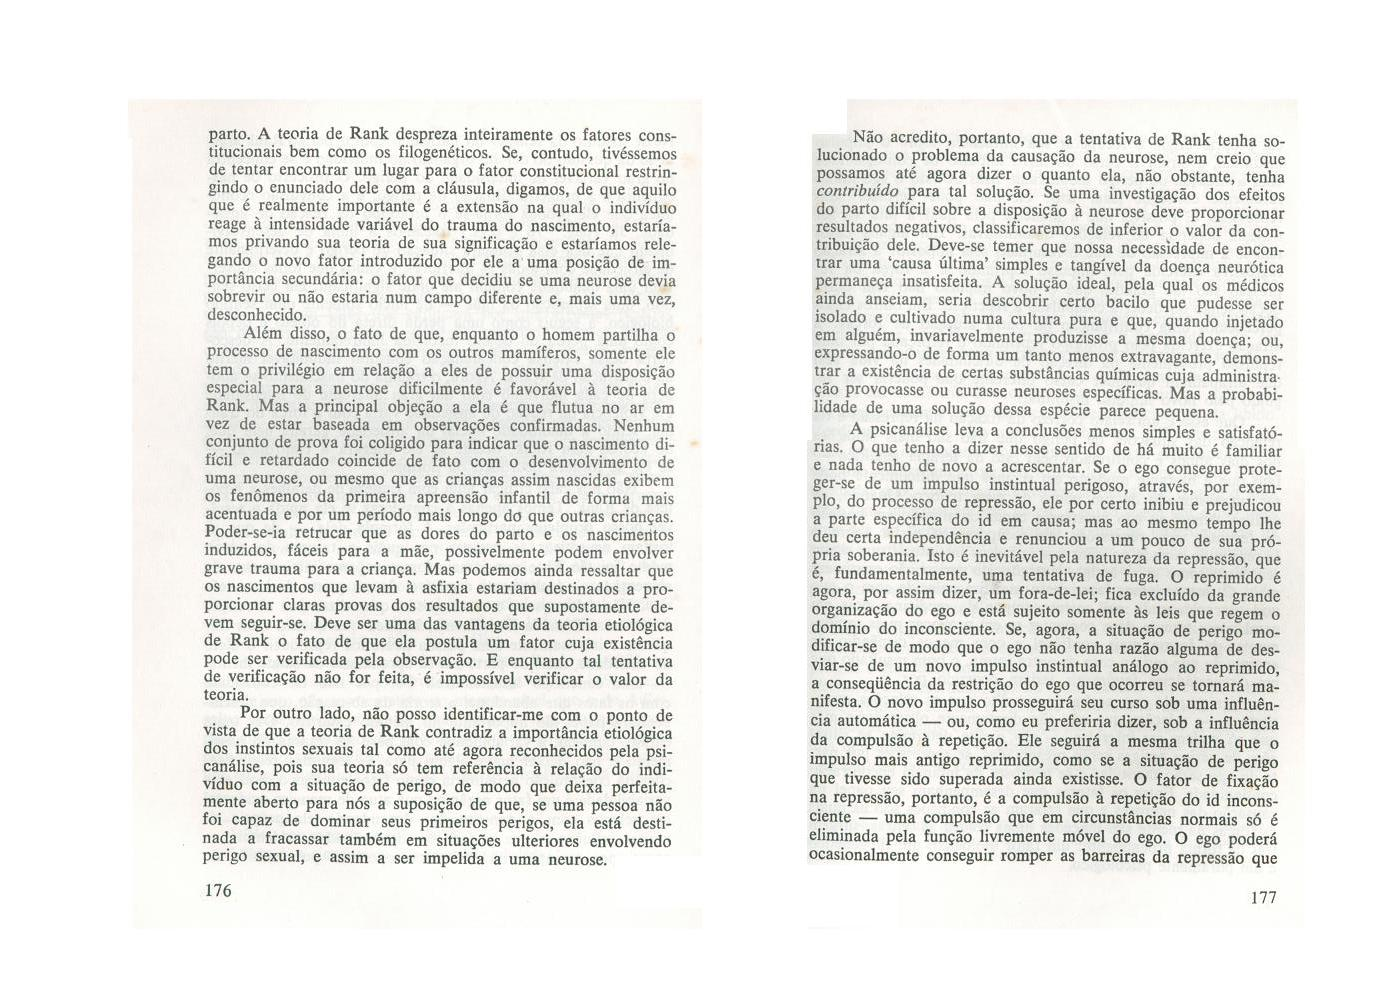 parto. A teoria de Rank despreza inteiramente os fatores cons-
titucionais bem como os filogenéticos. Se, contudo, tivéssemos
de tentar encontrar um lugar para o fator constitucional restrin-
gindo o enunciado dele com a cláusula, digamos, de que aquilo
que é realmente importante é a extensão na qual o indivíduo
reage à intensidade variável do trauma do nascimento, estaría-
mos privando sua teoria de sua significação e estaríamos rele-
gando o novo fator introduzido por ele a uma posição de im-
portância secundária: o fator que decidiu se uma neurose devia
sobrevir ou não estaria num campo diferente e, mais uma vez,
desconhecido.
Além disso, o fato de que, enquanto o homem partilha o
processo de nascimento com os outros mamíferos, somente ele
tem o privilégio em relação a eles de possuir uma disposição
especial para a neurose dificilmente é favorável à teoria de
Rank. Mas a principal objeção a ela é que flutua no ar em
vez de estar baseada em observações confirmadas. Nenhum
conjunto de prova foi coligido para indicar que o nascimento di-
fícil e retardado coincide de fato com o desenvolvimento de
uma neurose, ou mesmo que as crianças assim nascidas exibem
os fenômenos da primeira apreensão infantil de forma mais
acentuada e por um período mais longo do que outras crianças.
Poder-se-ia retrucar que as dores do parto e os nascimentos
induzidos, fáceis para a mãe, possivelmente podem envolver
grave trauma para a criança. Mas podemos ainda ressaltar que
os nascimentos que levam à asfixia estariam destinados a pro-
porcionar claras provas dos resultados que supostamente de-
vem seguir-se. Deve ser uma das vantagens da teoria etiológica
de Rank o fato de que ela postula um fator cuja existência
pode ser verificada pela observação. E enquanto tal tentativa
de verificação não for feita, é impossível verificar o valor da
teoria.
Por outro lado, não posso identificar-me com o ponto de
vista de que a teoria de Rank contradiz a importância etiológica
dos instintos sexuais tal como até agora reconhecidos pela psi-
canálise, pois sua teoria só tem referência à relação do indi-
víduo com a situação de perigo, de modo que deixa perfeita-
mente aberto para nós a suposição de que, se uma pessoa não
foi capaz de dominar seus primeiros perigos, ela está desti-
nada a fracassar também em situações ulteriores envolvendo
perigo sexual, e assim a ser impelida a uma neurose.
176
Não acredito, portanto, que a tentativa de Rank tenha so-
lucionado o problema da causação da neurose, nem creio que
possamos até agora dizer o quanto ela, não obstante, tenha
contribuído para tal solução. Se uma investigação dos efeitos
do parto difícil sobre a disposição à neurose deve proporcionar
resultados negativos, classificaremos de inferior o valor da con-
tribuição dele. Deve-se temer que nossa necessidade de encon-
trar uma ‘causa última’ simples e tangível da doença neurótica
permaneça insatisfeita. A solução ideal, pela qual os médicos
ainda anseiam, seria descobrir certo bacilo que pudesse ser
isolado e cultivado numa cultura pura e que, quando injetado
em alguém, invariavelmente produzisse a mesma doença; ou,
expressando-o de forma um tanto menos extravagante, demons-
trar a existência de certas substâncias químicas cuja administra-
ção provocasse ou curasse neuroses específicas. Mas a probabi-
lidade de uma solução dessa espécie parece pequena.
A psicanálise leva a conclusões menos simples e satisfató-
rias. O que tenho a dizer nesse sentido de há muito é familiar
e nada tenho de novo a acrescentar. Se o ego consegue prote-
ger-se de um impulso instintual perigoso, através, por exem-
plo, do processo de repressão, ele por certo inibiu e prejudicou
a parte específica do id em causa; mas ao mesmo tempo lhe
deu certa independência e renunciou a um pouco de sua pró-
pria soberania. Isto é inevitável pela natureza da repressão, que
é, fundamentalmente, uma tentativa de fuga. O reprimido é
agora, por assim dizer, um fora-de-lei; fica excluído da grande
organização do ego e está sujeito somente às leis que regem o
domínio do inconsciente. Se, agora, a situação de perigo mo-
dificar-se de modo que o ego não tenha razão alguma de des-
viar-se de um novo impulso instintual análogo ao reprimido,
a conseqüência da restrição do ego que ocorreu se tornará ma-
nifesta. O novo impulso prosseguirá seu curso sob uma influên-
cia automática — ou, como eu preferiria dizer, sob a influência
da compulsão à repetição. Ele seguirá a mesma trilha que o
impulso mais antigo reprimido, como se a situação de perigo
que tivesse sido superada ainda existisse. O fator de fixação
na repressão, portanto, é a compulsão à repetição do id incons-
ciente — uma compulsão que em circunstâncias normais só é
eliminada pela função livremente móvel do ego. O ego poderá
ocasionalmente conseguir romper as barreiras da repressão que
177